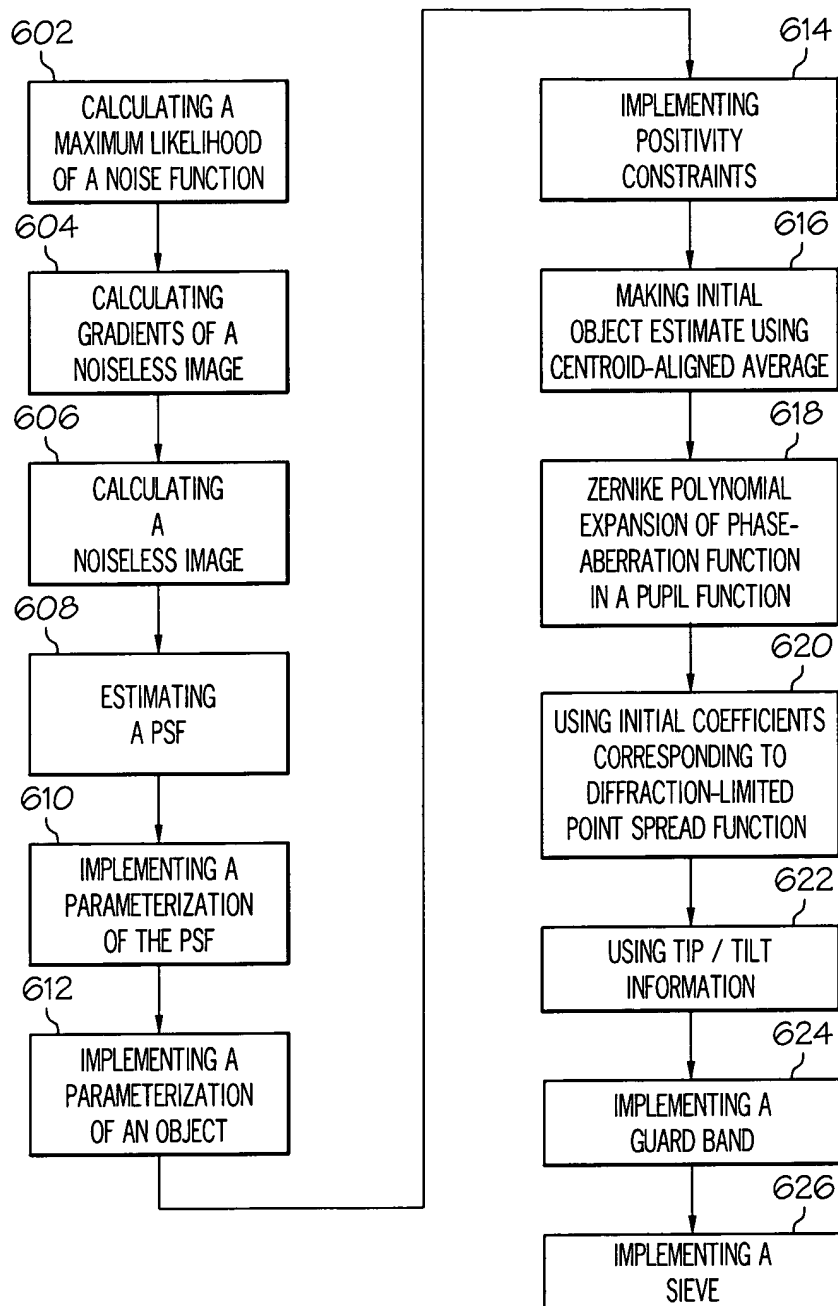 602
CALCULATING A
MAXIMUM LIKELIHOOD
OF A NOISE FUNCTION
604
CALCULATING
GRADIENTS OF A
NOISELESS IMAGE
606
CALCULATING
A
NOISELESS IMAGE
608
ESTIMATING
A PSF
610
IMPLEMENTING A
PARAMETERIZATION
OF THE PSF
612
IMPLEMENTING A
PARAMETERIZATION
OF AN OBJECT
614
IMPLEMENTING
POSITIVITY
CONSTRAINTS
616
MAKING INITIAL
OBJECT ESTIMATE USING
CENTROID-ALIGNED AVERAGE
618
ZERNIKE POLYNOMIAL
EXPANSION OF PHASE-
ABERRATION FUNCTION
IN A PUPIL FUNCTION
620
USING INITIAL COEFFICIENTS
CORRESPONDING TO
DIFFRACTION-LIMITED
POINT SPREAD FUNCTION
622
USING TIP / TILT
INFORMATION
624
IMPLEMENTING A
GUARD BAND
626
IMPLEMENTING A
SIEVE